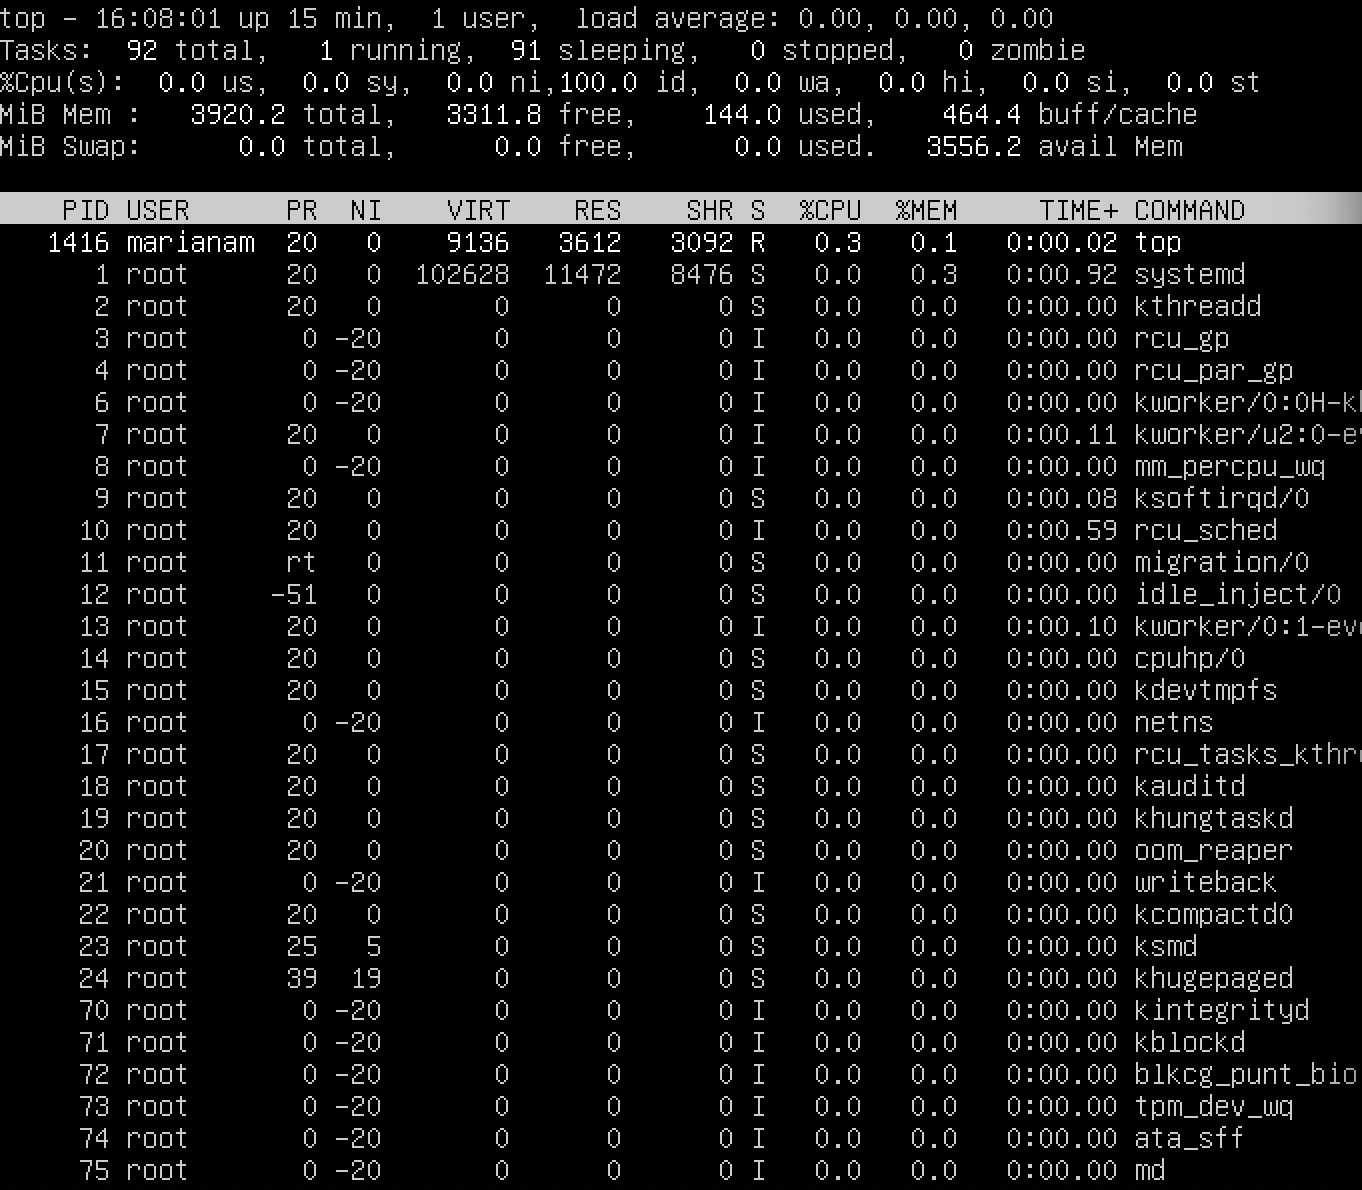 top - 16:08:01 up 15 min,  1 user,  load average: 0.00, 0.00, 0.00
Tasks:  92 total,   1 running,  91 sleeping,   0 stopped,   0 zombie
%Cpu(s):  0.0 us,  0.0 sy,  0.0 ni,100.0 id,  0.0 wa,  0.0 hi,  0.0 si,  0.0 st
MiB Mem :   3920.2 total,   3311.8 free,    144.0 used,    464.4 buff/cache
MiB Swap:      0.0 total,      0.0 free,      0.0 used.   3556.2 avail Mem
PID USER      PR  NI    VIRT    RES    SHR S  %CPU  %MEM     TIME+ COMMAND
1416 marianam  20   0    9136   3612   3092 R   0.3   0.1   0:00.02 top
1 root      20   0  102628  11472   8476 S   0.0   0.3   0:00.92 systemd
2 root      20   0       0      0      0 S   0.0   0.0   0:00.00 kthreadd
3 root       0 -20       0      0      0 I   0.0   0.0   0:00.00 rcu_gp
4 root       0 -20       0      0      0 I   0.0   0.0   0:00.00 rcu_par_gp
6 root       0 -20       0      0      0 I   0.0   0.0   0:00.00 kworker/0:0H-k
7 root      20   0       0      0      0 I   0.0   0.0   0:00.11 kworker/u2:0-e
8 root       0 -20       0      0      0 I   0.0   0.0   0:00.00 mm_percpu_wq
9 root      20   0       0      0      0 S   0.0   0.0   0:00.08 ksoftirqd/0
10 root      20   0       0      0      0 I   0.0   0.0   0:00.59 rcu_sched
11 root      rt   0       0      0      0 S   0.0   0.0   0:00.00 migration/0
12 root     -51   0       0      0      0 S   0.0   0.0   0:00.00 idle_inject/0
13 root      20   0       0      0      0 I   0.0   0.0   0:00.10 kworker/0:1-ev
14 root      20   0       0      0      0 S   0.0   0.0   0:00.00 cpuhp/0
15 root      20   0       0      0      0 S   0.0   0.0   0:00.00 kdevtmpfs
16 root       0 -20       0      0      0 I   0.0   0.0   0:00.00 netns
17 root      20   0       0      0      0 S   0.0   0.0   0:00.00 rcu_tasks_kthr
18 root      20   0       0      0      0 S   0.0   0.0   0:00.00 kauditd
19 root      20   0       0      0      0 S   0.0   0.0   0:00.00 khungtaskd
20 root      20   0       0      0      0 S   0.0   0.0   0:00.00 oom_reaper
21 root       0 -20       0      0      0 I   0.0   0.0   0:00.00 writeback
22 root      20   0       0      0      0 S   0.0   0.0   0:00.00 kcompactd0
23 root      25   5       0      0      0 S   0.0   0.0   0:00.00 ksmd
24 root      39  19       0      0      0 S   0.0   0.0   0:00.00 khugepaged
70 root       0 -20       0      0      0 I   0.0   0.0   0:00.00 kintegrityd
71 root       0 -20       0      0      0 I   0.0   0.0   0:00.00 kblockd
72 root       0 -20       0      0      0 I   0.0   0.0   0:00.00 blkcg_punt_bio
73 root       0 -20       0      0      0 I   0.0   0.0   0:00.00 tpm_dev_wq
74 root       0 -20       0      0      0 I   0.0   0.0   0:00.00 ata_sff
75 root       0 -20       0      0      0 I   0.0   0.0   0:00.00 md